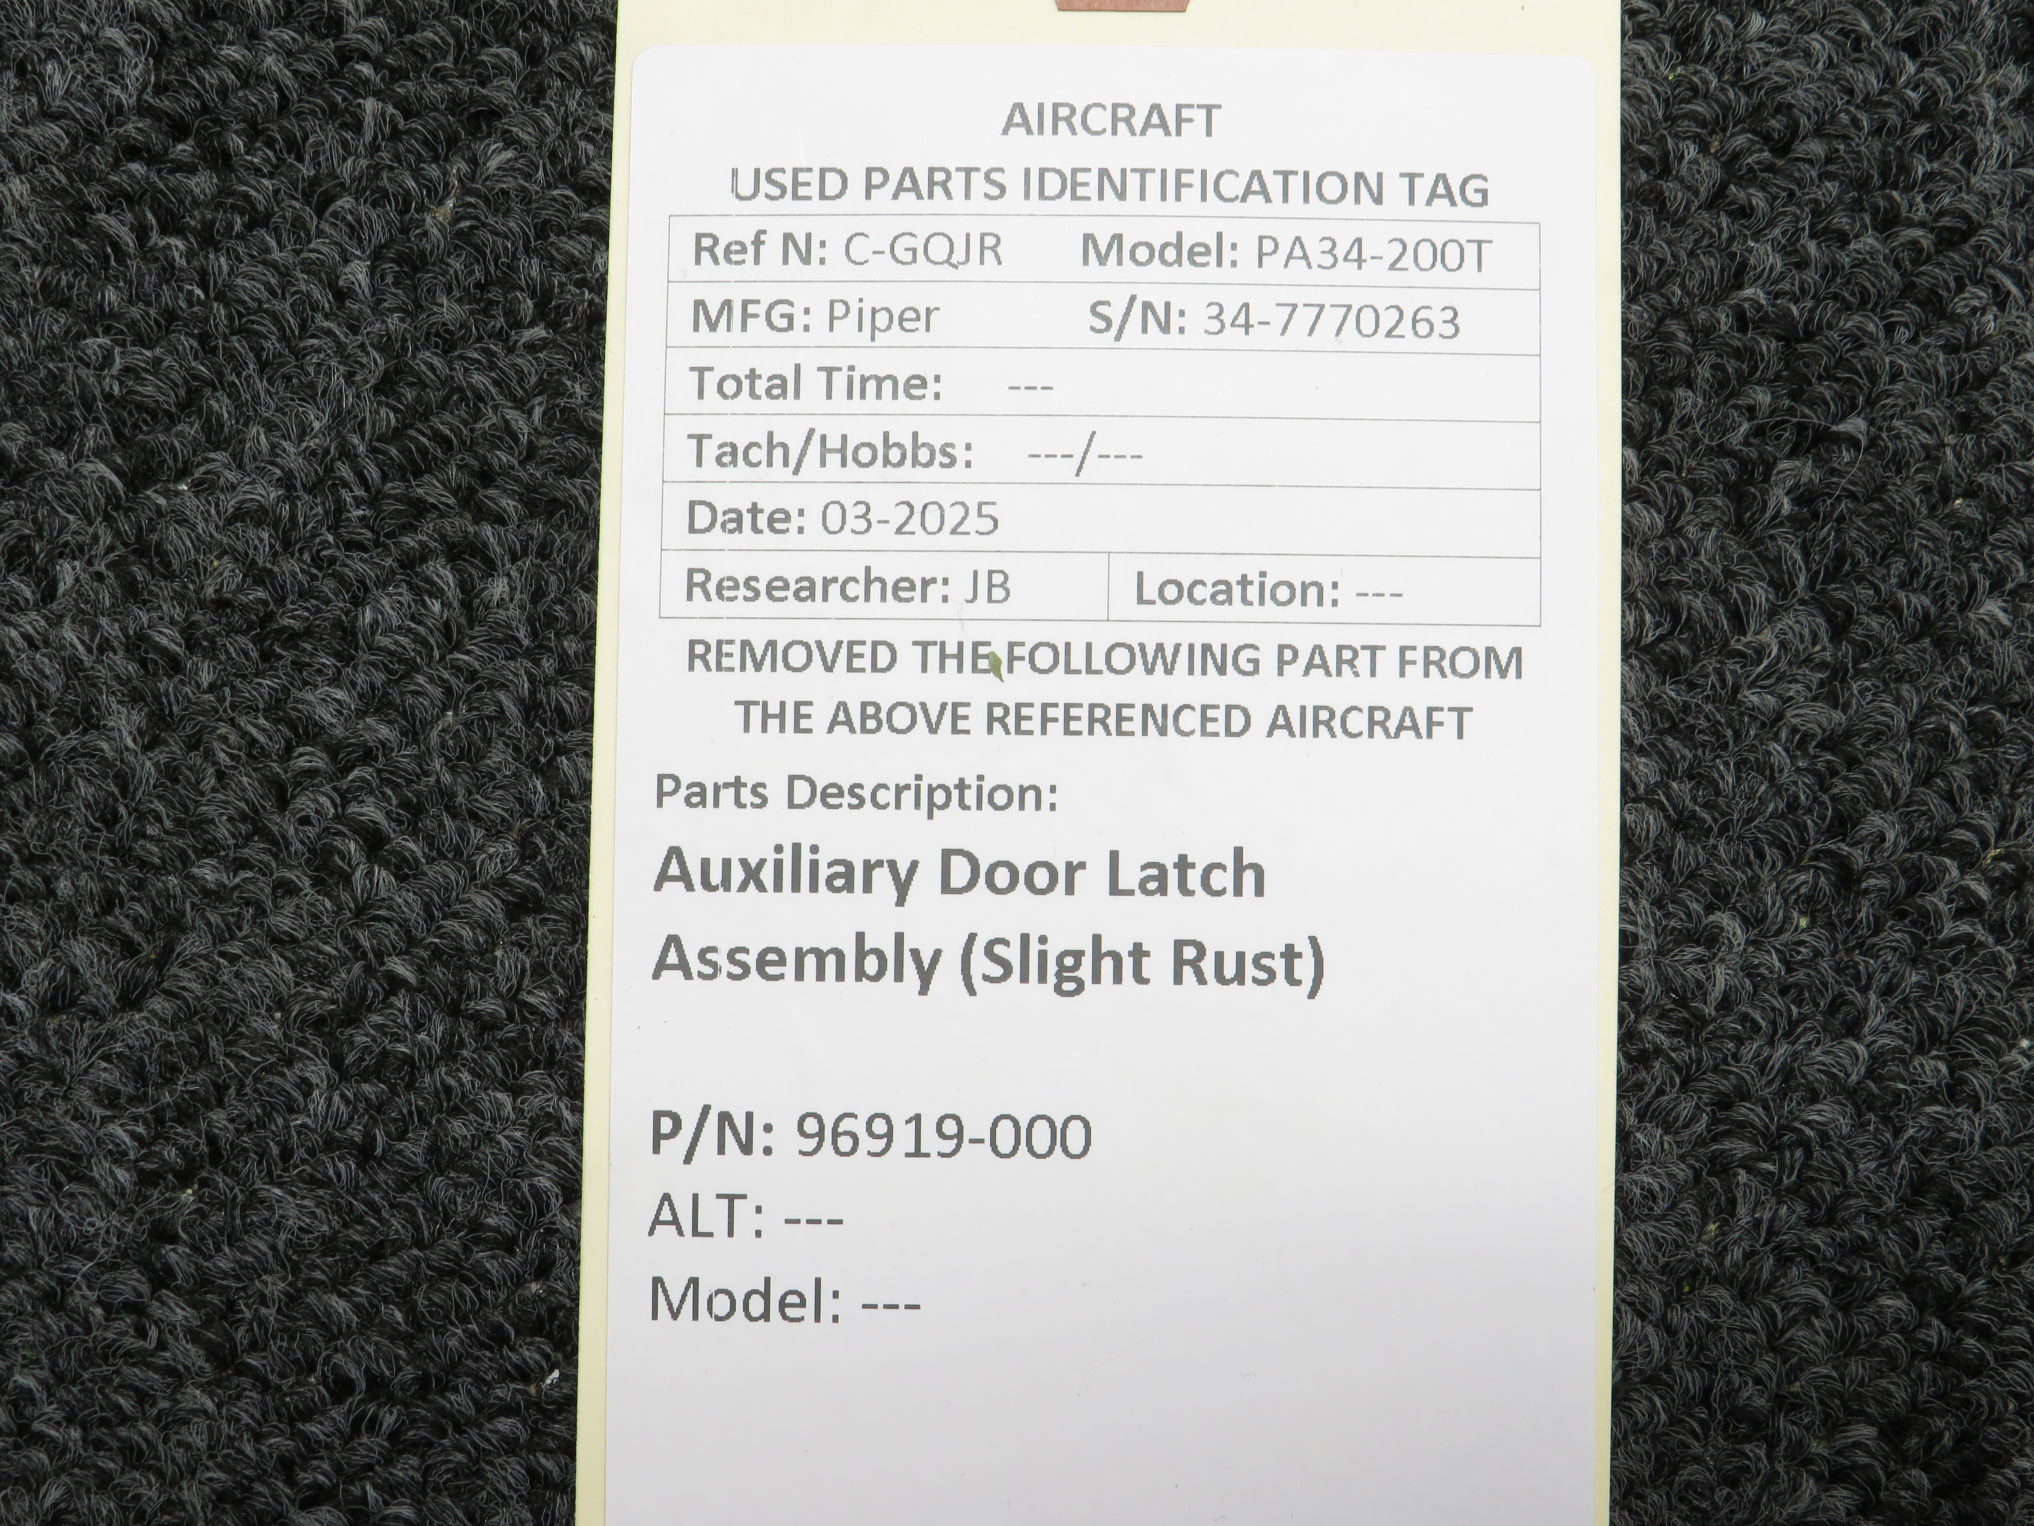 AIRCRAFT
USED PARTS IDENTIFICATION TAG
Ref N: C-GQJR Model: PA34-200T
MFG: Piper S/N: 34-7770263
Total Time: ---
Tach/Hobbs: ---/---
Date: 03-2025
Researcher: JB Location: ---
REMOVED THE FOLLOWING PART FROM
THE ABOVE REFERENCED AIRCRAFT
Parts Description:
Auxiliary Door Latch
Assembly (Slight Rust)
P/N: 96919-000
ALT: ---
Model: ---